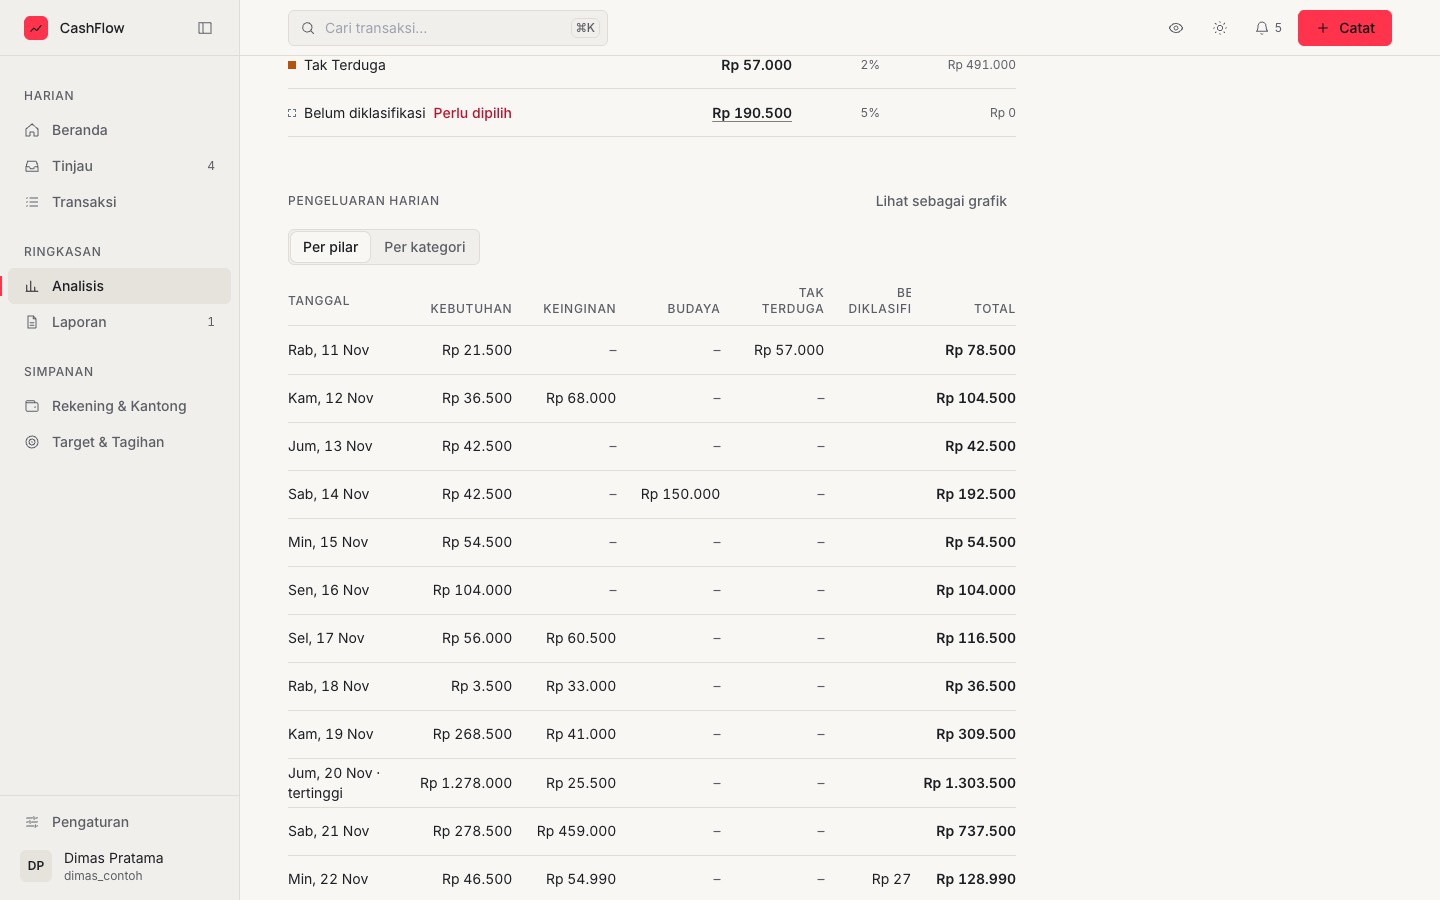 CashFlow
Cari transaksi...
⌘K
5
+ Catat
HARIAN
Beranda
Tinjau 4
Transaksi
RINGKASAN
Analisis
Laporan 1
SIMPANAN
Rekening & Kantong
Target & Tagihan
Pengaturan
DP
Dimas Pratama
dimas_contoh
Tak Terduga Rp 57.000 2% Rp 491.000
Belum diklasifikasi Perlu dipilih Rp 190.500 5% Rp 0
PENGELUARAN HARIAN
Lihat sebagai grafik
Per pilar Per kategori
TANGGAL KEBUTUHAN KEINGINAN BUDAYA TAK TERDUGA BE DIKLASIFI TOTAL
Rab, 11 Nov Rp 21.500 – – Rp 57.000 Rp 78.500
Kam, 12 Nov Rp 36.500 Rp 68.000 – – Rp 104.500
Jum, 13 Nov Rp 42.500 – – – Rp 42.500
Sab, 14 Nov Rp 42.500 – Rp 150.000 – Rp 192.500
Min, 15 Nov Rp 54.500 – – – Rp 54.500
Sen, 16 Nov Rp 104.000 – – – Rp 104.000
Sel, 17 Nov Rp 56.000 Rp 60.500 – – Rp 116.500
Rab, 18 Nov Rp 3.500 Rp 33.000 – – Rp 36.500
Kam, 19 Nov Rp 268.500 Rp 41.000 – – Rp 309.500
Jum, 20 Nov · tertinggi Rp 1.278.000 Rp 25.500 – – Rp 1.303.500
Sab, 21 Nov Rp 278.500 Rp 459.000 – – Rp 737.500
Min, 22 Nov Rp 46.500 Rp 54.990 – – Rp 27 Rp 128.990